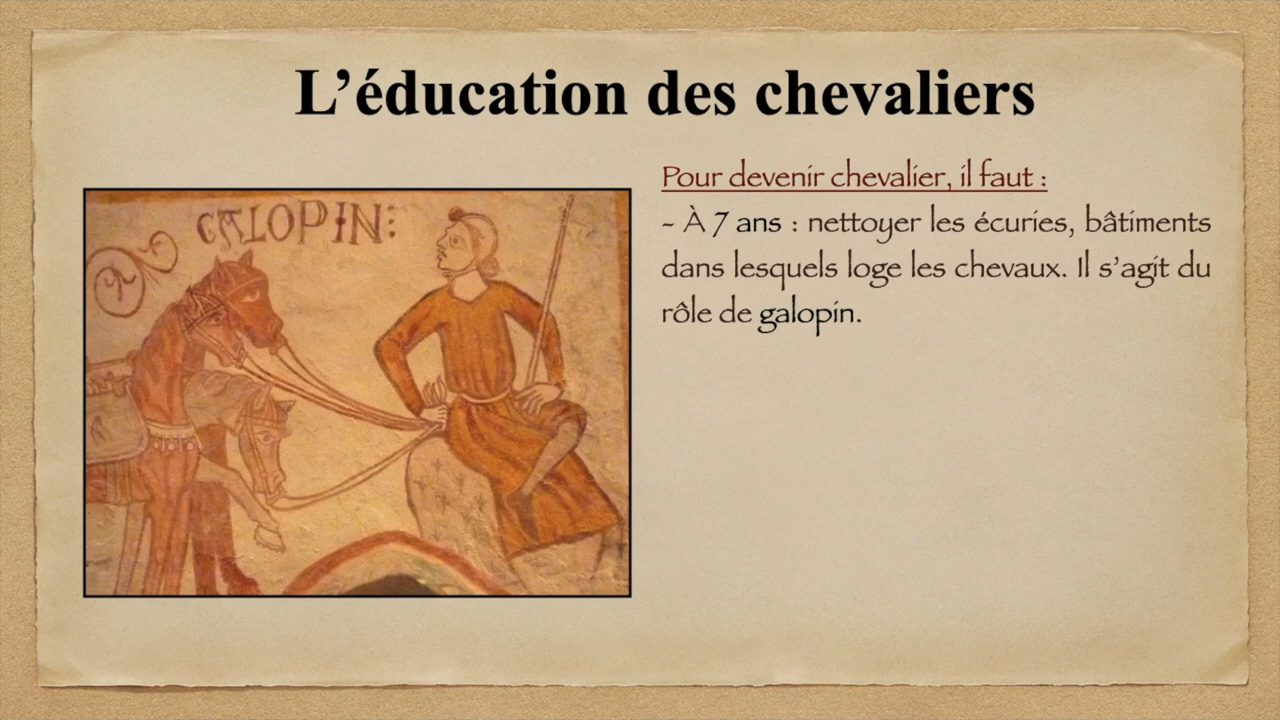 L’éducation des chevaliers
GALOPIN:
Pour devenir chevalier, il faut :
- À 7 ans : nettoyer les écuries, bâtiments
dans lesquels loge les chevaux. Il s’agit du
rôle de galopin.